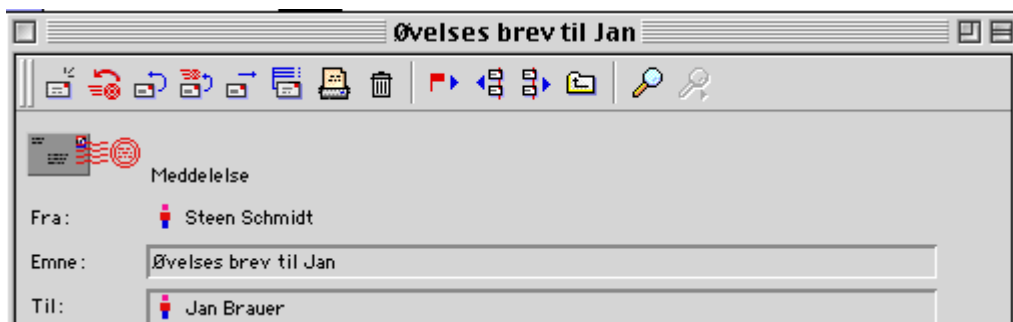 Øvelses brev til Jan
Meddelelse
Fra: Steen Schmidt
Emne: Øvelses brev til Jan
Til: Jan Brauer